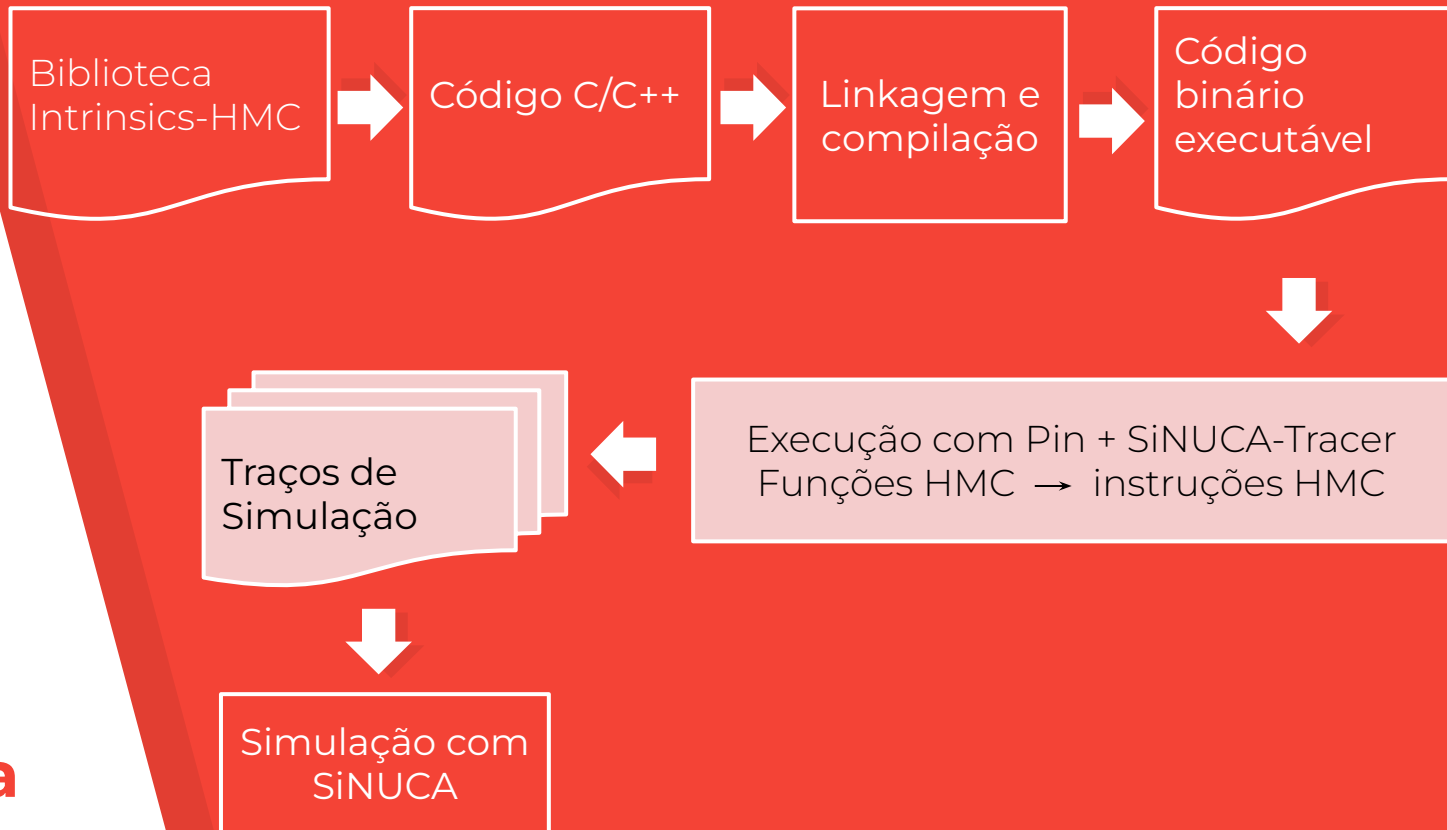 Biblioteca
Intrinsics-HMC
Código C/C++
Linkagem e
compilação
Código
binário
executável
Execução com Pin + SiNUCA-Tracer
Funções HMC → instruções HMC
Traços de
Simulação
Simulação com
SiNUCA
a